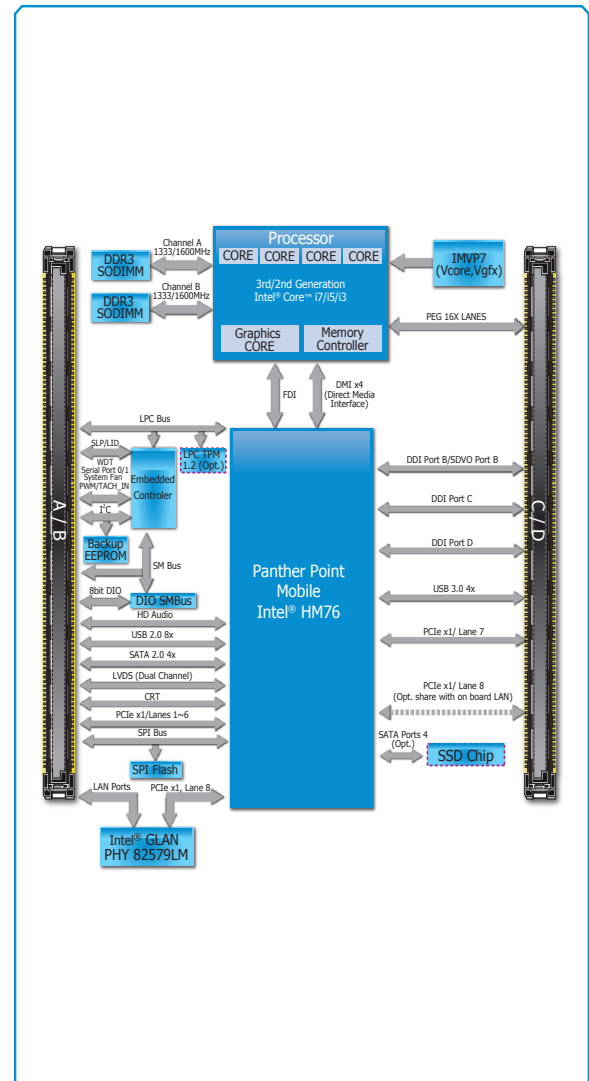 Processor
CORE CORE CORE CORE
3rd/2nd Generation
Intel® Core™ i7/i5/i3
Graphics
CORE
Memory
Controller
Channel A
1333/1600MHz
DDR3
SODIMM
Channel B
1333/1600MHz
DDR3
SODIMM
IMVP7
(Vcore,Vgfx)
PEG 16X LANES
FDI
DMI x4
(Direct Media
Interface)
A / B
C / D
LPC Bus
SLP/LID
WDT
Serial Port 0/1
System Fan
PWM/TACH_IN
I²C
Embedded
Controler
LPC TPM
1.2 (Opt.)
Backup
EEPROM
SM Bus
8bit DIO
DIO SMBus
HD Audio
USB 2.0 8x
SATA 2.0 4x
LVDS (Dual Channel)
CRT
PCIe x1/Lanes 1~6
SPI Bus
SPI Flash
LAN Ports
PCIe x1, Lane 8
Intel® GLAN
PHY 82579LM
Panther Point
Mobile
Intel® HM76
DDI Port B/SDVO Port B
DDI Port C
DDI Port D
USB 3.0 4x
PCIe x1/ Lane 7
PCIe x1/ Lane 8
(Opt. share with on board LAN)
SATA Ports 4
(Opt.)
SSD Chip